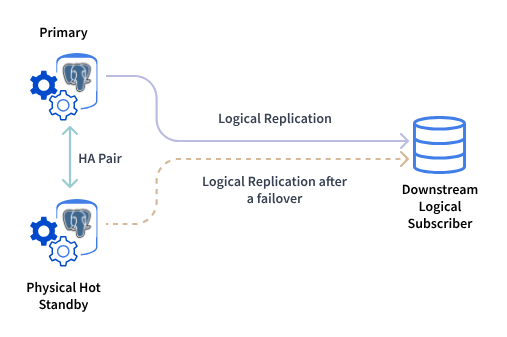 Primary
Logical Replication
HA Pair
Logical Replication after
a failover
Downstream
Logical
Subscriber
Physical Hot
Standby